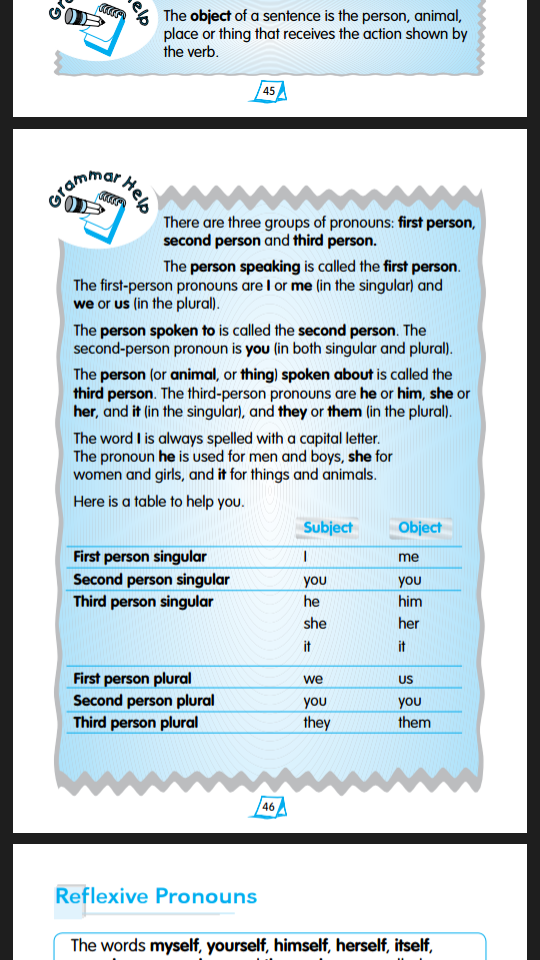 Gr elp
The object of a sentence is the person, animal,
place or thing that receives the action shown by
the verb.
45
Grammar Help
There are three groups of pronouns: first person,
second person and third person.
The person speaking is called the first person.
The first-person pronouns are I or me (in the singular) and
we or us (in the plural).
The person spoken to is called the second person. The
second-person pronoun is you (in both singular and plural).
The person (or animal, or thing) spoken about is called the
third person. The third-person pronouns are he or him, she or
her, and it (in the singular), and they or them (in the plural).
The word I is always spelled with a capital letter.
The pronoun he is used for men and boys, she for
women and girls, and it for things and animals.
Here is a table to help you.
Subject Object
First person singular I me
Second person singular you you
Third person singular he him
she her
it it
First person plural we us
Second person plural you you
Third person plural they them
46
Reflexive Pronouns
The words myself, yourself, himself, herself, itself,